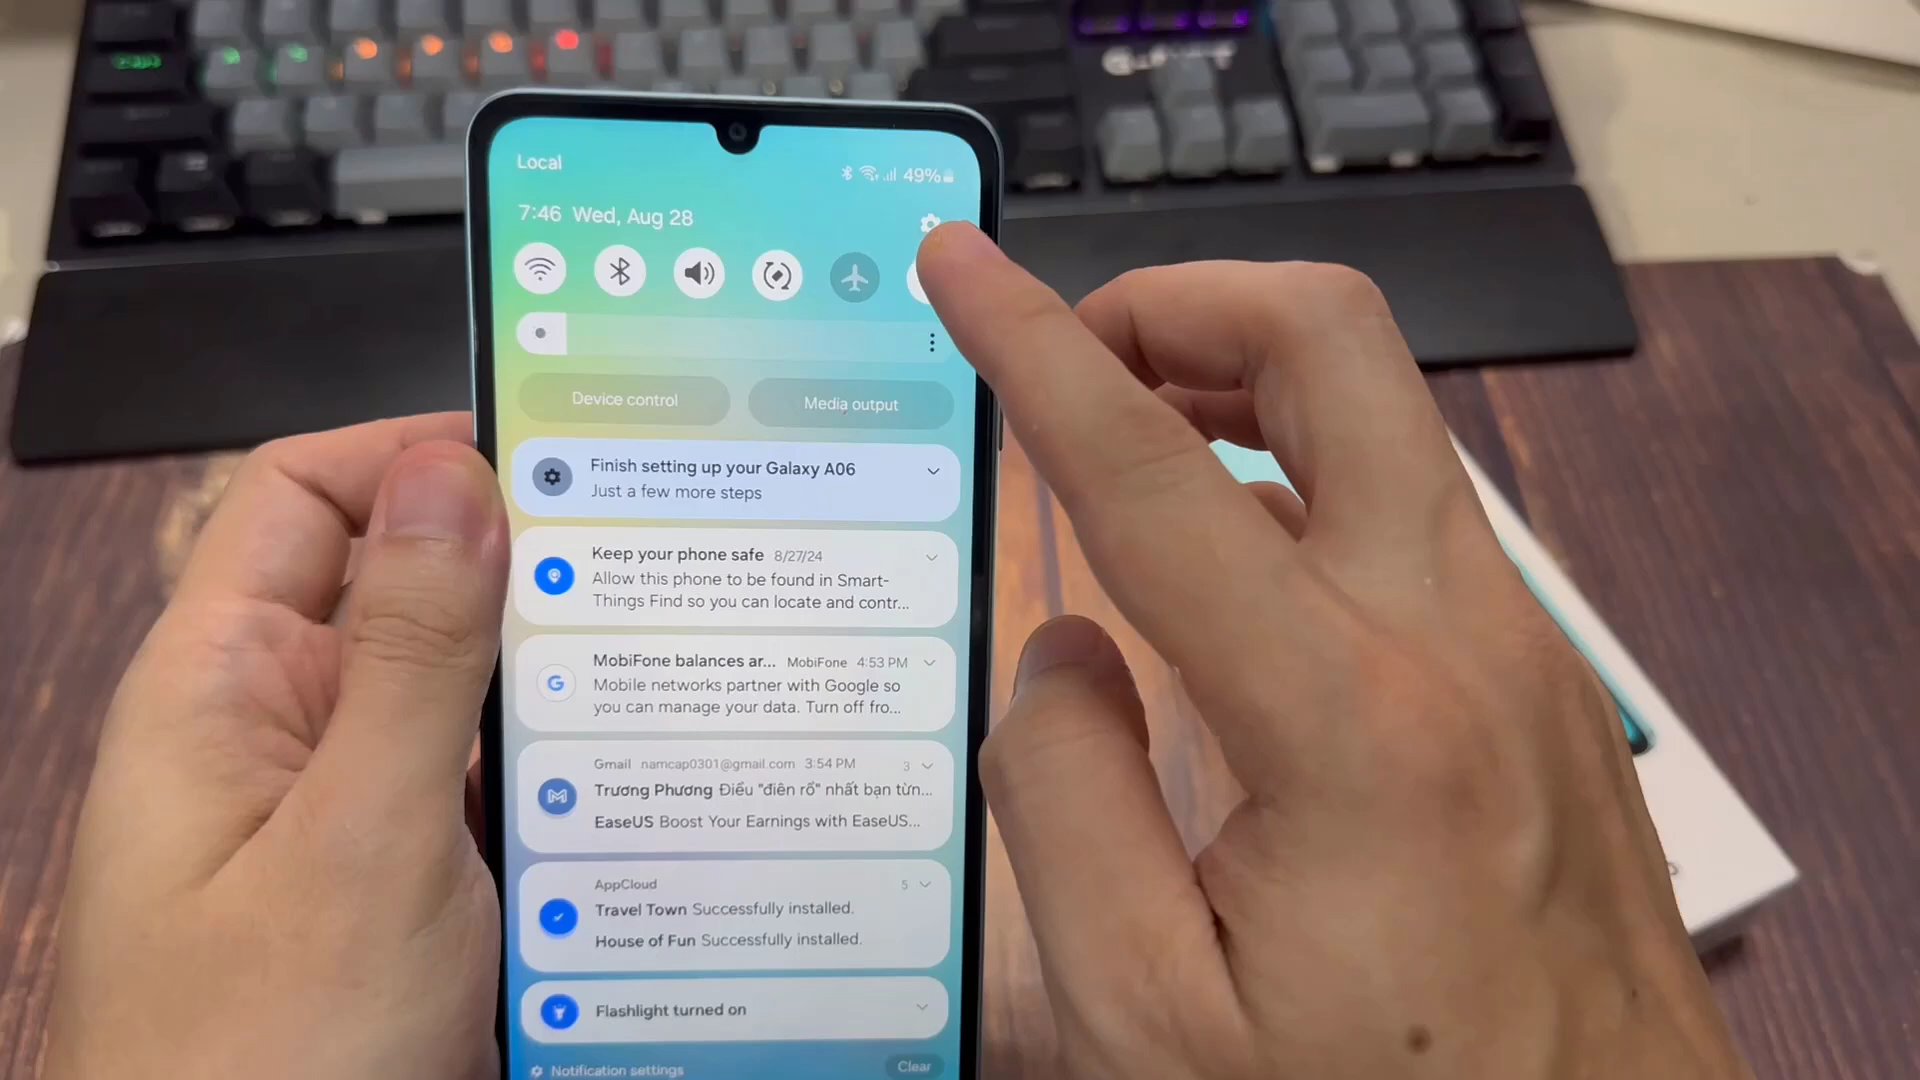 Local
49%
7:46 Wed, Aug 28
Device control
Media output
Finish setting up your Galaxy A06
Just a few more steps
Keep your phone safe 8/27/24
Allow this phone to be found in Smart-
Things Find so you can locate and contr...
MobiFone balances ar... MobiFone 4:53 PM
G
Mobile networks partner with Google so
you can manage your data. Turn off fro...
Gmail namcap0301@gmail.com 3:54 PM 3
Trương Phương Điều "điên rồ" nhất bạn từn...
EaseUS Boost Your Earnings with EaseUS...
AppCloud 5
Travel Town Successfully installed.
House of Fun Successfully installed.
Flashlight turned on
Notification settings
Clear